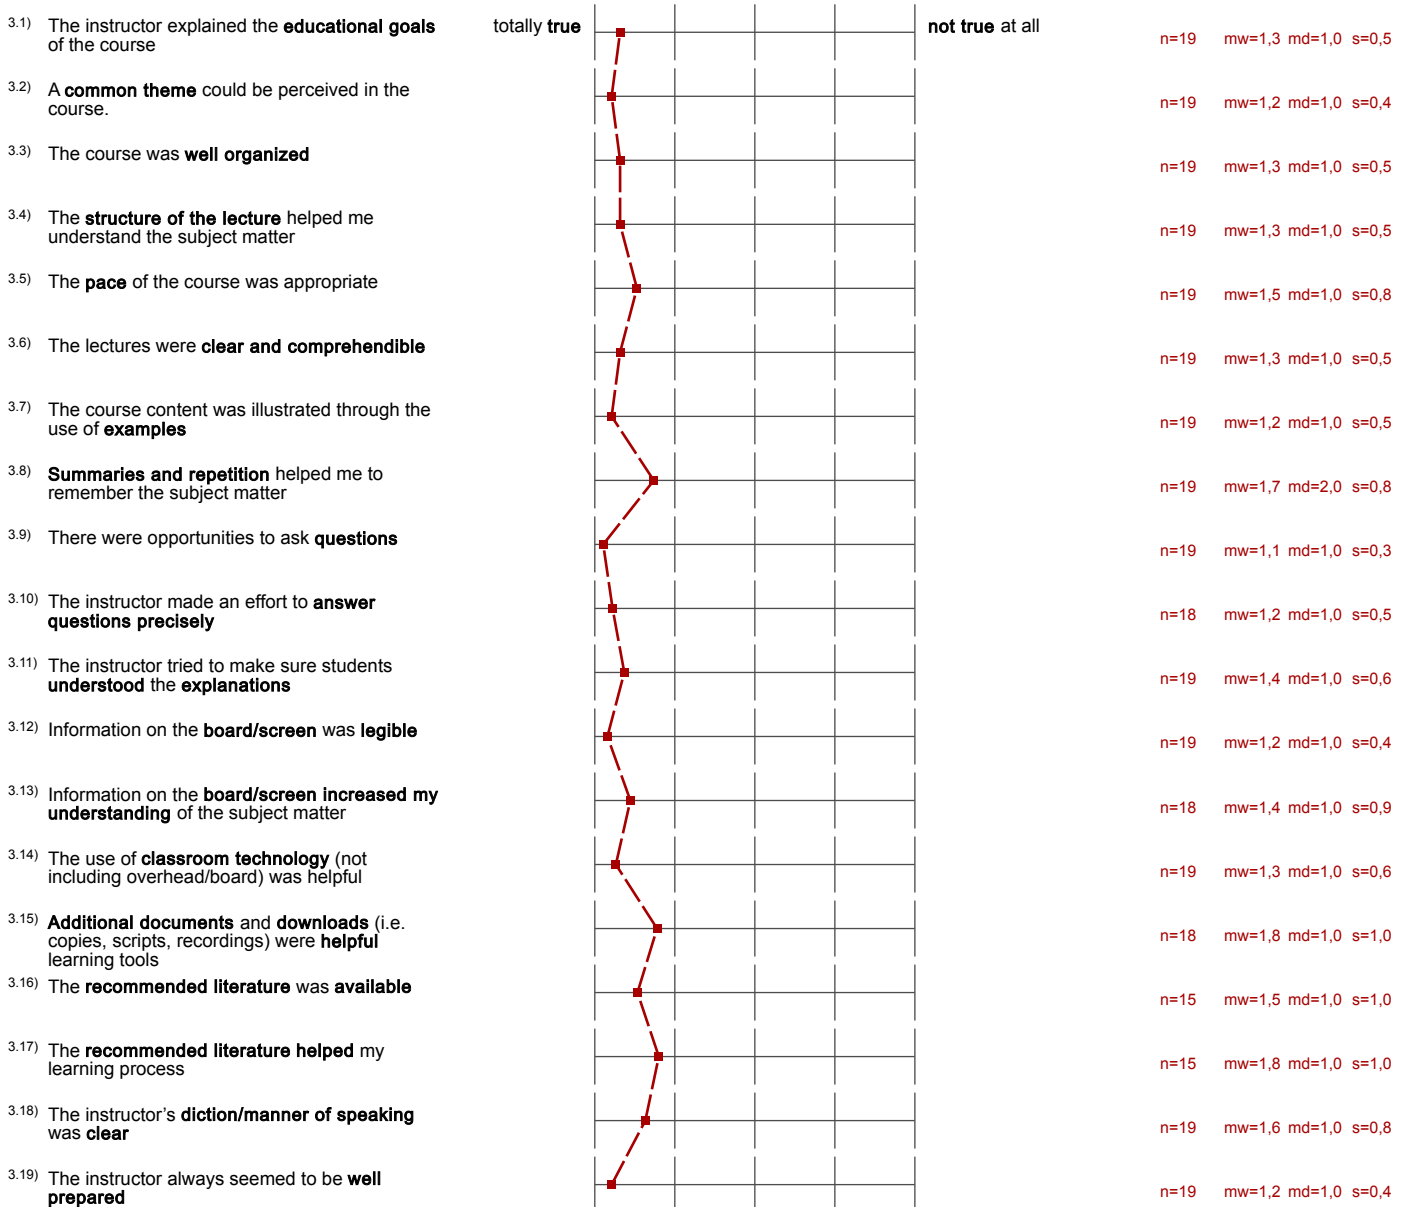 3.1) The instructor explained the educational goals totally true not true at all
of the course
n=19 mw=1,3 md=1,0 s=0,5
3.2) A common theme could be perceived in the
course.
n=19 mw=1,2 md=1,0 s=0,4
3.3) The course was well organized
n=19 mw=1,3 md=1,0 s=0,5
3.4) The structure of the lecture helped me
understand the subject matter
n=19 mw=1,3 md=1,0 s=0,5
3.5) The pace of the course was appropriate
n=19 mw=1,5 md=1,0 s=0,8
3.6) The lectures were clear and comprehendible
n=19 mw=1,3 md=1,0 s=0,5
3.7) The course content was illustrated through the
use of examples
n=19 mw=1,2 md=1,0 s=0,5
3.8) Summaries and repetition helped me to
remember the subject matter
n=19 mw=1,7 md=2,0 s=0,8
3.9) There were opportunities to ask questions
n=19 mw=1,1 md=1,0 s=0,3
3.10) The instructor made an effort to answer
questions precisely
n=18 mw=1,2 md=1,0 s=0,5
3.11) The instructor tried to make sure students
understood the explanations
n=19 mw=1,4 md=1,0 s=0,6
3.12) Information on the board/screen was legible
n=19 mw=1,2 md=1,0 s=0,4
3.13) Information on the board/screen increased my
understanding of the subject matter
n=18 mw=1,4 md=1,0 s=0,9
3.14) The use of classroom technology (not
including overhead/board) was helpful
n=19 mw=1,3 md=1,0 s=0,6
3.15) Additional documents and downloads (i.e.
copies, scripts, recordings) were helpful
learning tools
n=18 mw=1,8 md=1,0 s=1,0
3.16) The recommended literature was available
n=15 mw=1,5 md=1,0 s=1,0
3.17) The recommended literature helped my
learning process
n=15 mw=1,8 md=1,0 s=1,0
3.18) The instructor's diction/manner of speaking
was clear
n=19 mw=1,6 md=1,0 s=0,8
3.19) The instructor always seemed to be well
prepared
n=19 mw=1,2 md=1,0 s=0,4